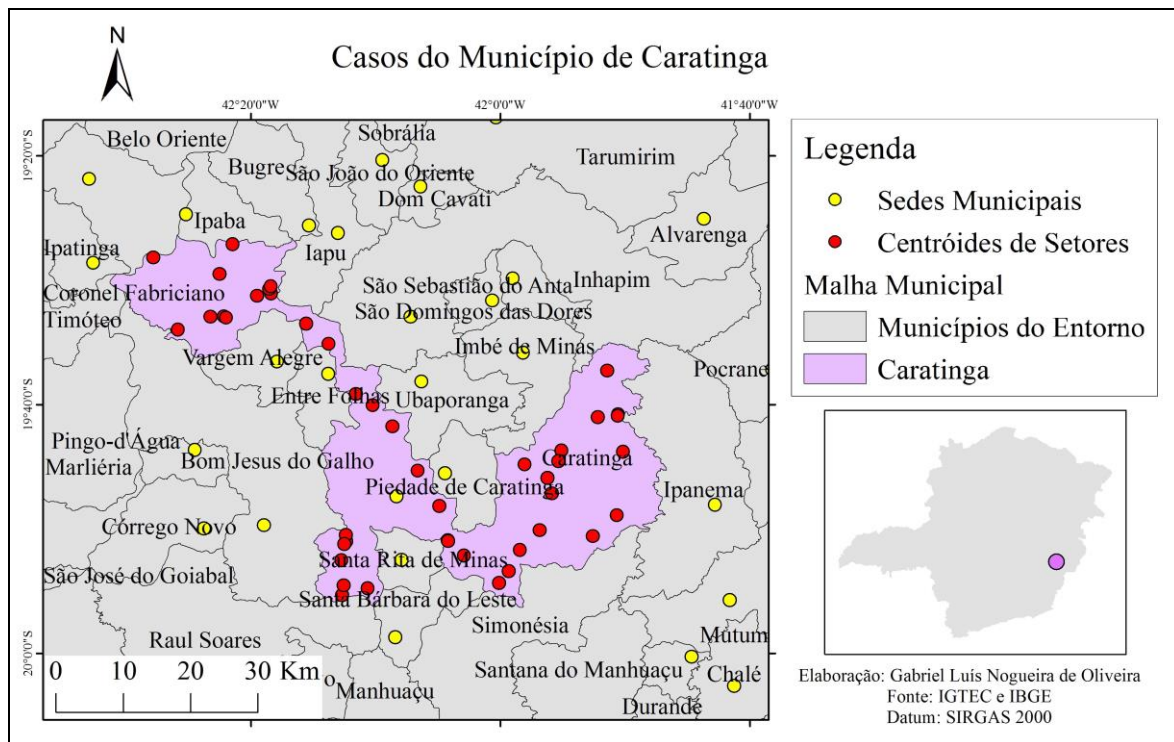 Casos do Município de Caratinga
N
42°20'0"W
42°0'0"W
41°40'0"W
19°20'0"S
19°40'0"S
20°0'0"S
Belo Oriente
Sobrália
Tarumirim
Bugre
São João do Oriente
Dom Cavati
Ipaba
Iapu
Alvarenga
Ipatinga
Inhapim
São Sebastião do Anta
Coronel Fabriciano
Timóteo
São Domingos das Dores
Imbé de Minas
Vargem Alegre
Pocrane
Entre Folhas
Ubaporanga
Pingo-d'Água
Marliéria
Bom Jesus do Galho
Caratinga
Piedade de Caratinga
Ipanema
Córrego Novo
Santa Rita de Minas
São José do Goiabal
Santa Bárbara do Leste
Simonésia
Raul Soares
Mutum
Santana do Manhuaçu
Chalé
Manhuaçu
Durandé
0 10 20 30 Km
Legenda
Sedes Municipais
Centróides de Setores
Malha Municipal
Municípios do Entorno
Caratinga
Elaboração: Gabriel Luís Nogueira de Oliveira
Fonte: IGTEC e IBGE
Datum: SIRGAS 2000